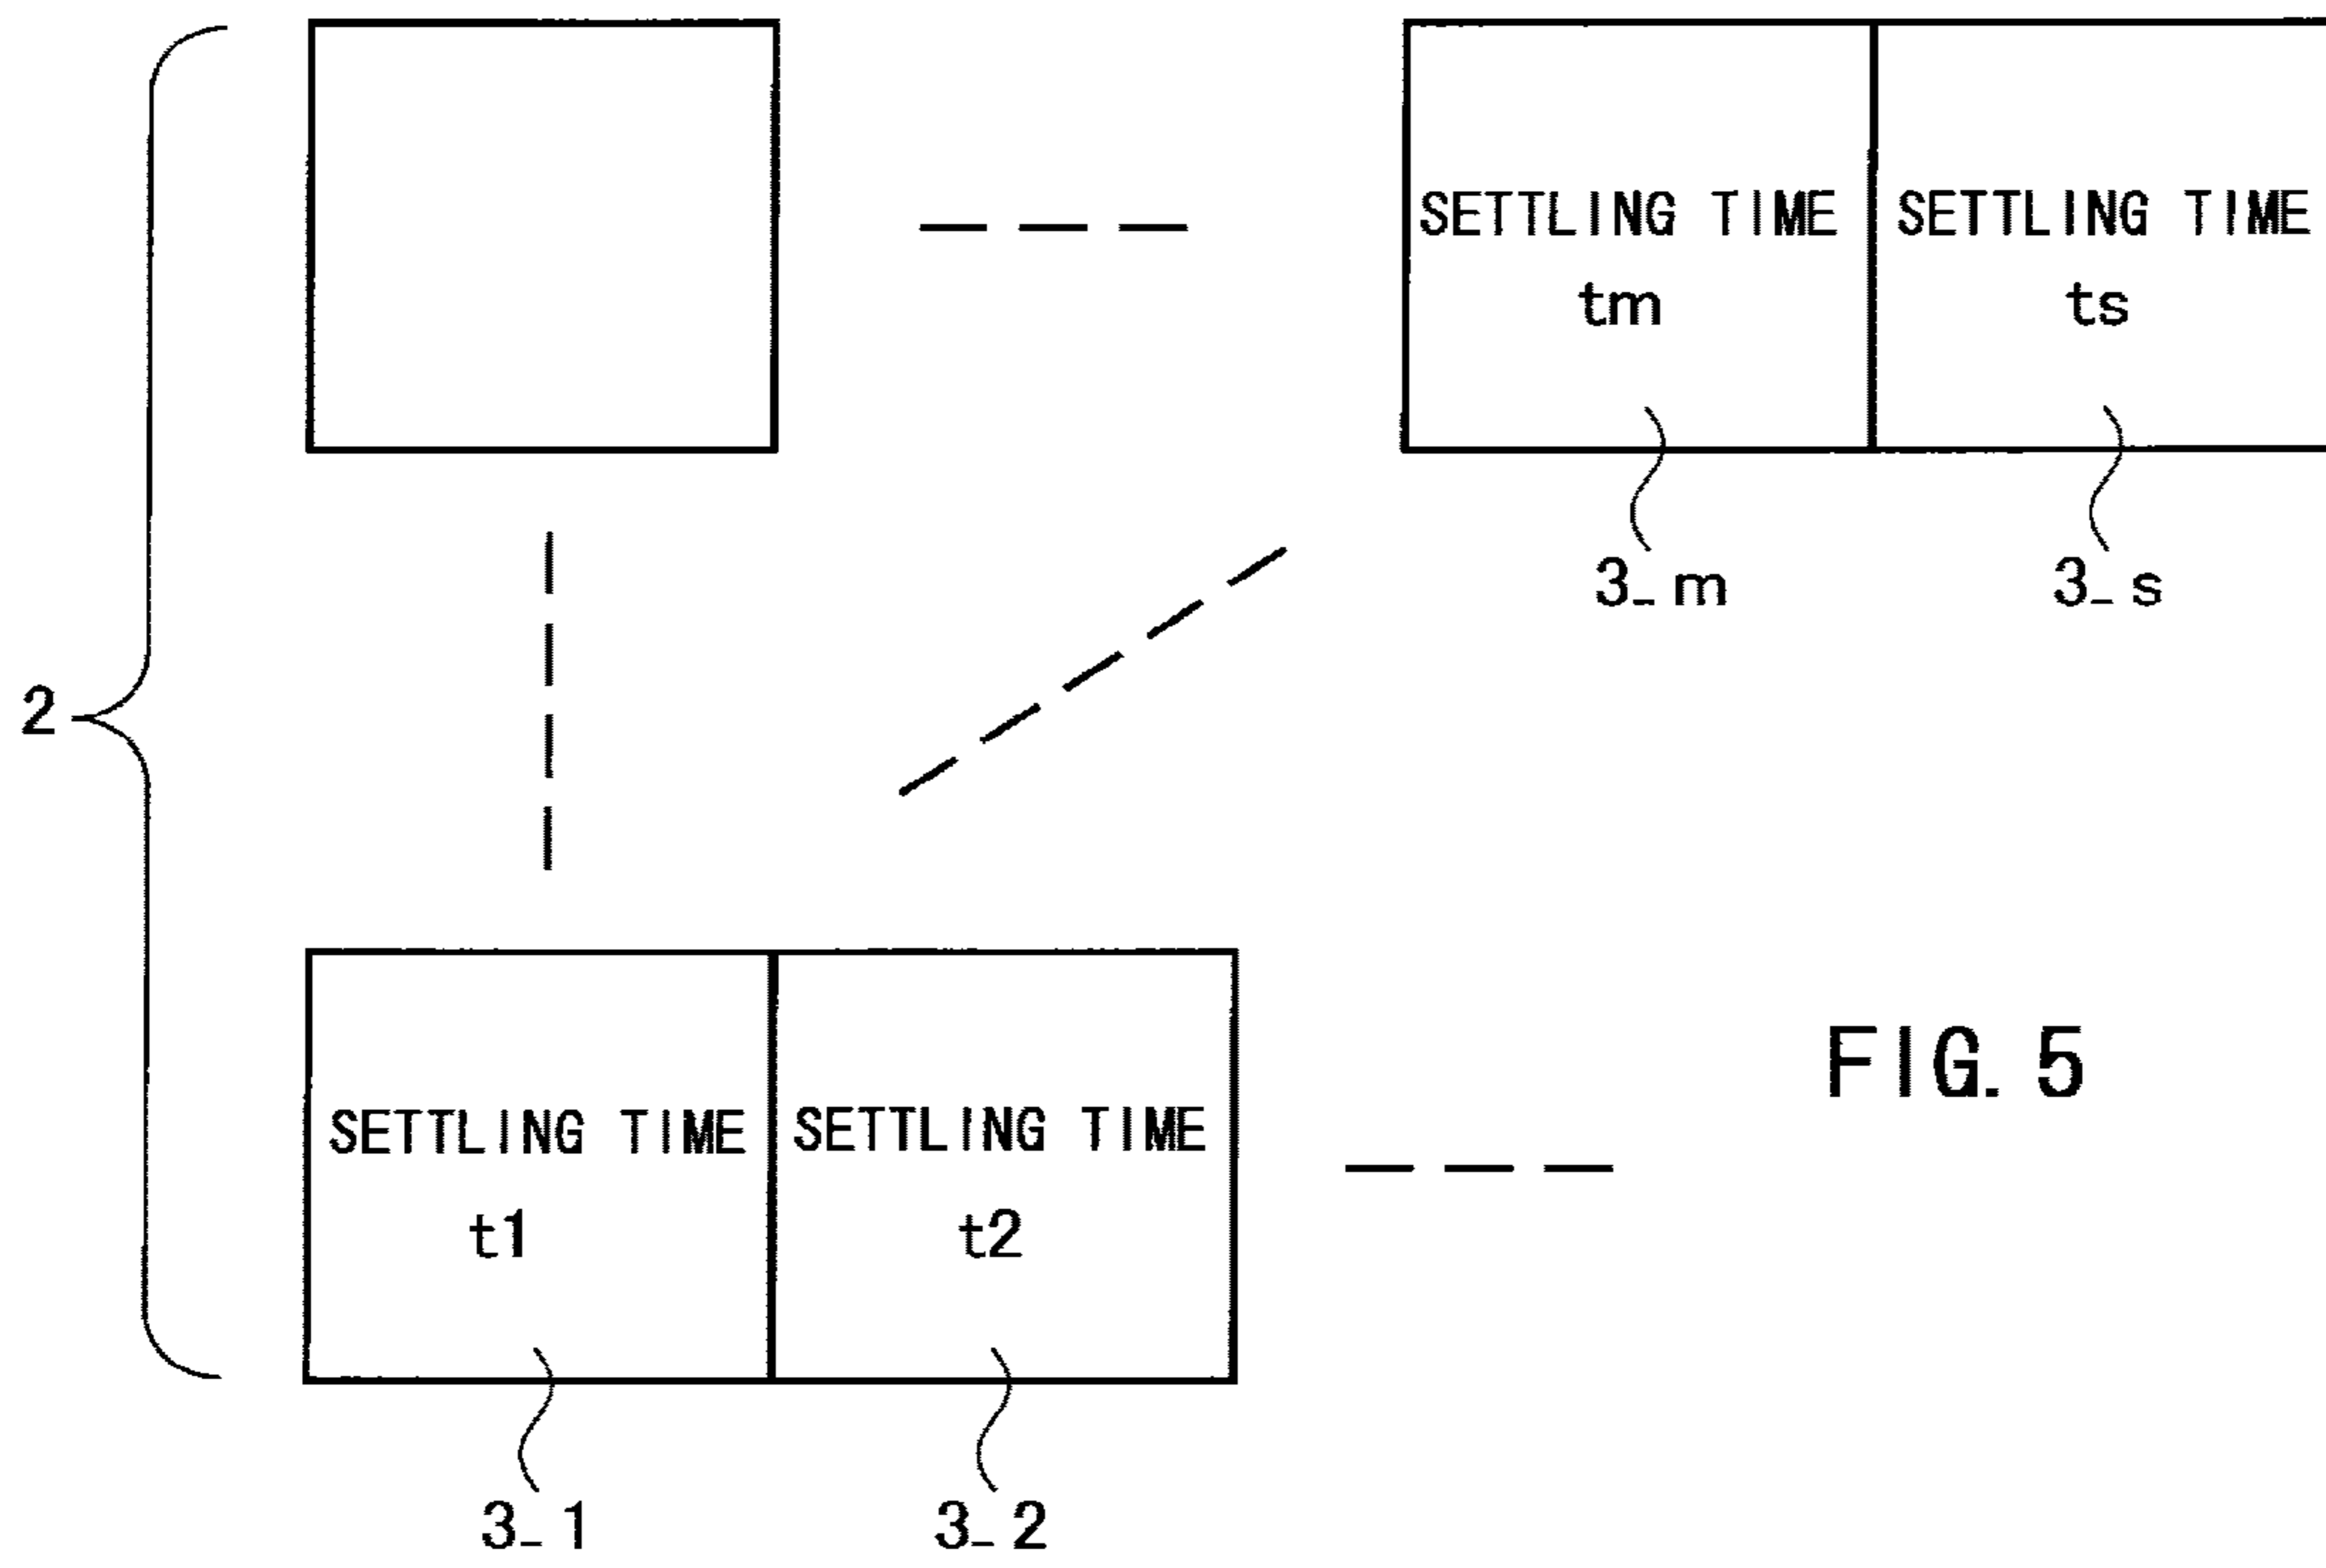 SETTLING TIME
tm
SETTLING TIME
ts
3_m
3_s
2
SETTLING TIME
t1
SETTLING TIME
t2
FIG. 5
3_1
3_2